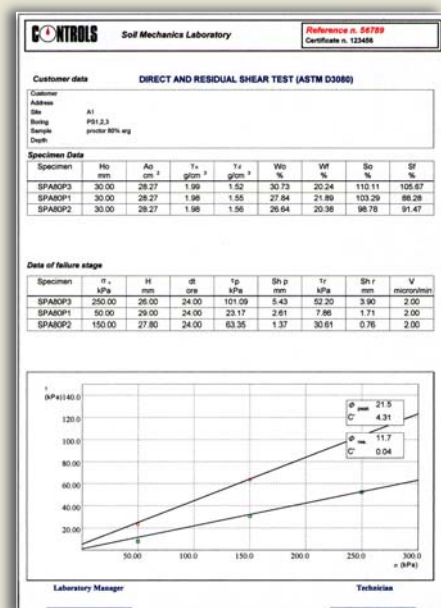 CONTROLS
Soil Mechanics Laboratory
Reference n. 56789
Certificate n. 123456
Customer data
DIRECT AND RESIDUAL SHEAR TEST (ASTM D3080)
Customer
Address
Site A1
Boring PS1,2,3
Sample proctor 80% arg
Depth
Specimen Data
Specimen Ho Ao γₙ γd Wo Wf So Sf
mm cm ² g/cm ³ g/cm ³ % % % %
SPA80P3 30.00 28.27 1.99 1.52 30.73 20.24 110.11 105.67
SPA80P1 30.00 28.27 1.98 1.55 27.84 21.89 103.29 88.28
SPA80P2 30.00 28.27 1.98 1.56 26.64 20.38 98.78 91.47
Data of failure stage
Specimen σ H dt τp Sh p τr Sh r V
kPa mm ore kPa mm kPa mm micron/min
SPA80P3 250.00 26.00 24.00 101.09 5.43 52.20 3.90 2.00
SPA80P1 50.00 29.00 24.00 23.17 2.61 7.86 1.71 2.00
SPA80P2 150.00 27.80 24.00 63.35 1.37 30.61 0.76 2.00
τ
(kPa) 140.0
120.0
100.0
80.00
60.00
40.00
20.00
Φ peak 21.5
C' 4.31
Φ res. 11.7
C' 0.04
50.00 100.0 150.0 200.0 250.0 300.0
σ (kPa)
Laboratory Manager
Technician